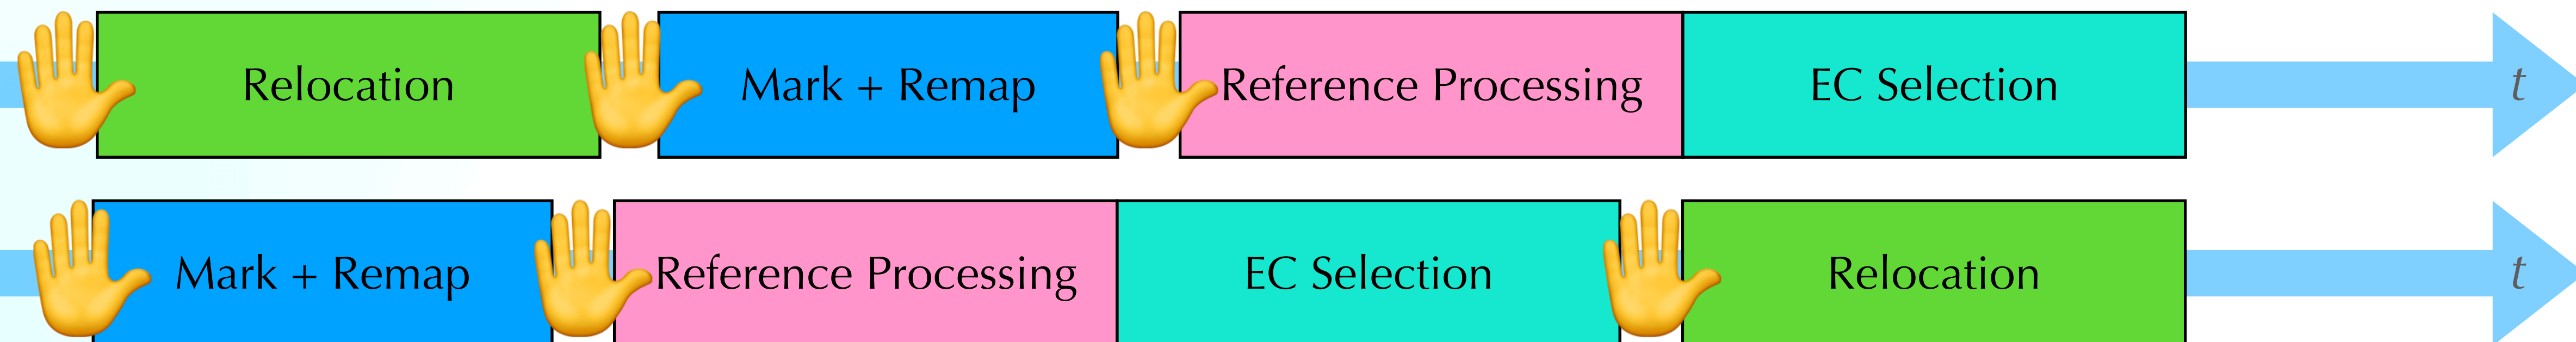 Relocation Mark + Remap Reference Processing EC Selection t
Mark + Remap Reference Processing EC Selection Relocation t